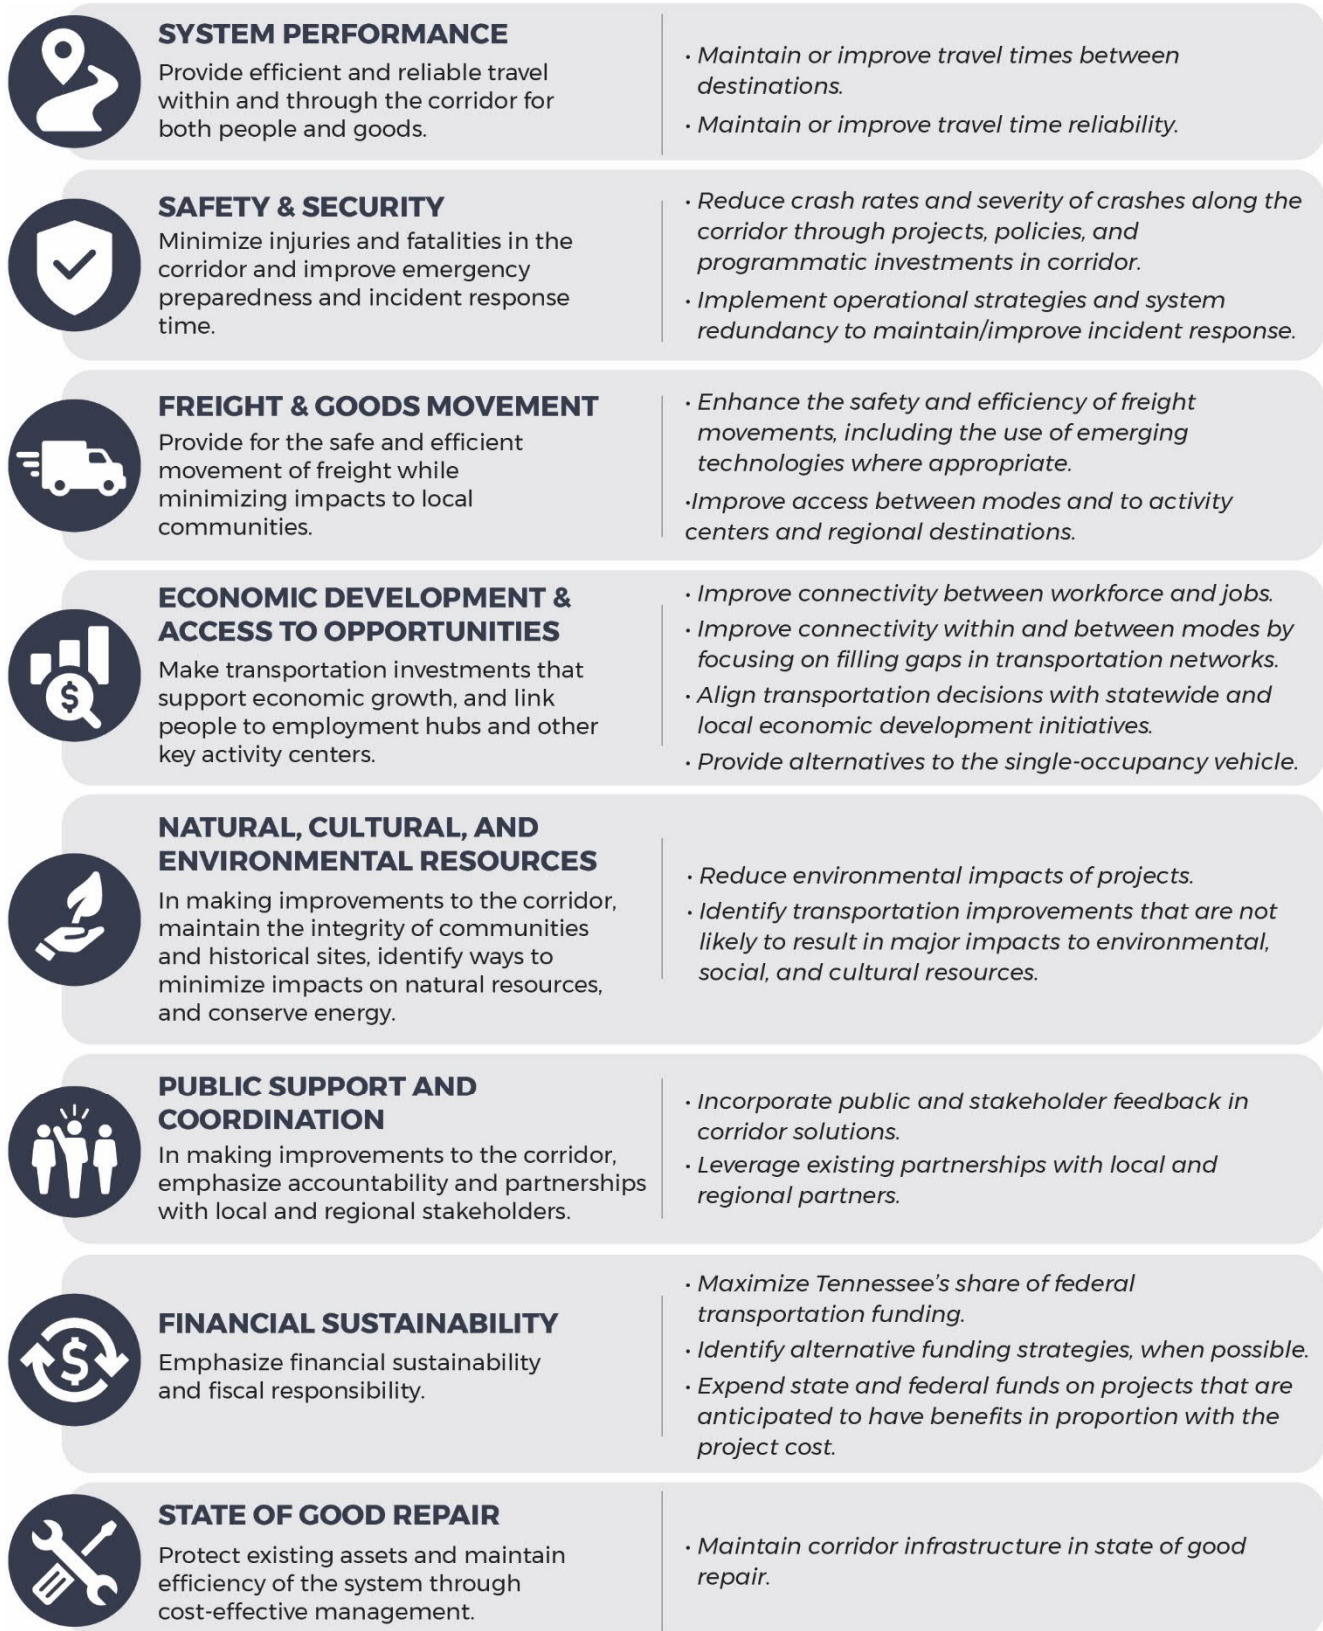 SYSTEM PERFORMANCE
Provide efficient and reliable travel
within and through the corridor for
both people and goods.
· Maintain or improve travel times between
destinations.
· Maintain or improve travel time reliability.
SAFETY & SECURITY
Minimize injuries and fatalities in the
corridor and improve emergency
preparedness and incident response
time.
· Reduce crash rates and severity of crashes along the
corridor through projects, policies, and
programmatic investments in corridor.
· Implement operational strategies and system
redundancy to maintain/improve incident response.
FREIGHT & GOODS MOVEMENT
Provide for the safe and efficient
movement of freight while
minimizing impacts to local
communities.
· Enhance the safety and efficiency of freight
movements, including the use of emerging
technologies where appropriate.
·Improve access between modes and to activity
centers and regional destinations.
ECONOMIC DEVELOPMENT &
ACCESS TO OPPORTUNITIES
Make transportation investments that
support economic growth, and link
people to employment hubs and other
key activity centers.
· Improve connectivity between workforce and jobs.
· Improve connectivity within and between modes by
focusing on filling gaps in transportation networks.
· Align transportation decisions with statewide and
local economic development initiatives.
· Provide alternatives to the single-occupancy vehicle.
$
NATURAL, CULTURAL, AND
ENVIRONMENTAL RESOURCES
In making improvements to the corridor,
maintain the integrity of communities
and historical sites, identify ways to
minimize impacts on natural resources,
and conserve energy.
· Reduce environmental impacts of projects.
· Identify transportation improvements that are not
likely to result in major impacts to environmental,
social, and cultural resources.
PUBLIC SUPPORT AND
COORDINATION
In making improvements to the corridor,
emphasize accountability and partnerships
with local and regional stakeholders.
· Incorporate public and stakeholder feedback in
corridor solutions.
· Leverage existing partnerships with local and
regional partners.
$
FINANCIAL SUSTAINABILITY
Emphasize financial sustainability
and fiscal responsibility.
· Maximize Tennessee's share of federal
transportation funding.
· Identify alternative funding strategies, when possible.
· Expend state and federal funds on projects that are
anticipated to have benefits in proportion with the
project cost.
STATE OF GOOD REPAIR
Protect existing assets and maintain
efficiency of the system through
cost-effective management.
· Maintain corridor infrastructure in state of good
repair.